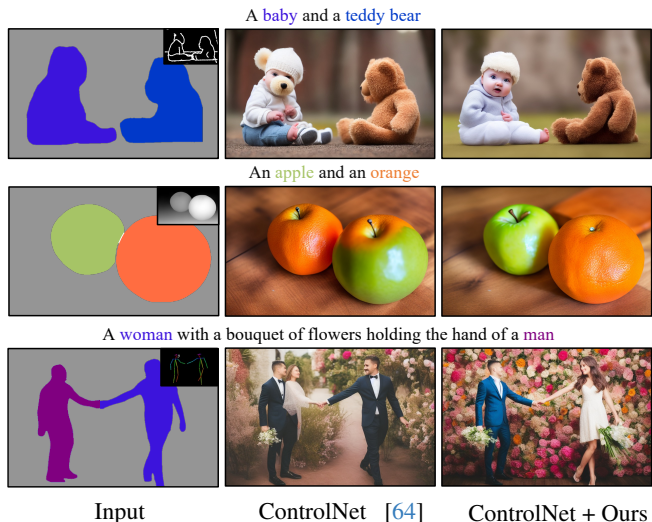 A baby and a teddy bear
An apple and an orange
A woman with a bouquet of flowers holding the hand of a man
Input ControlNet [64] ControlNet + Ours